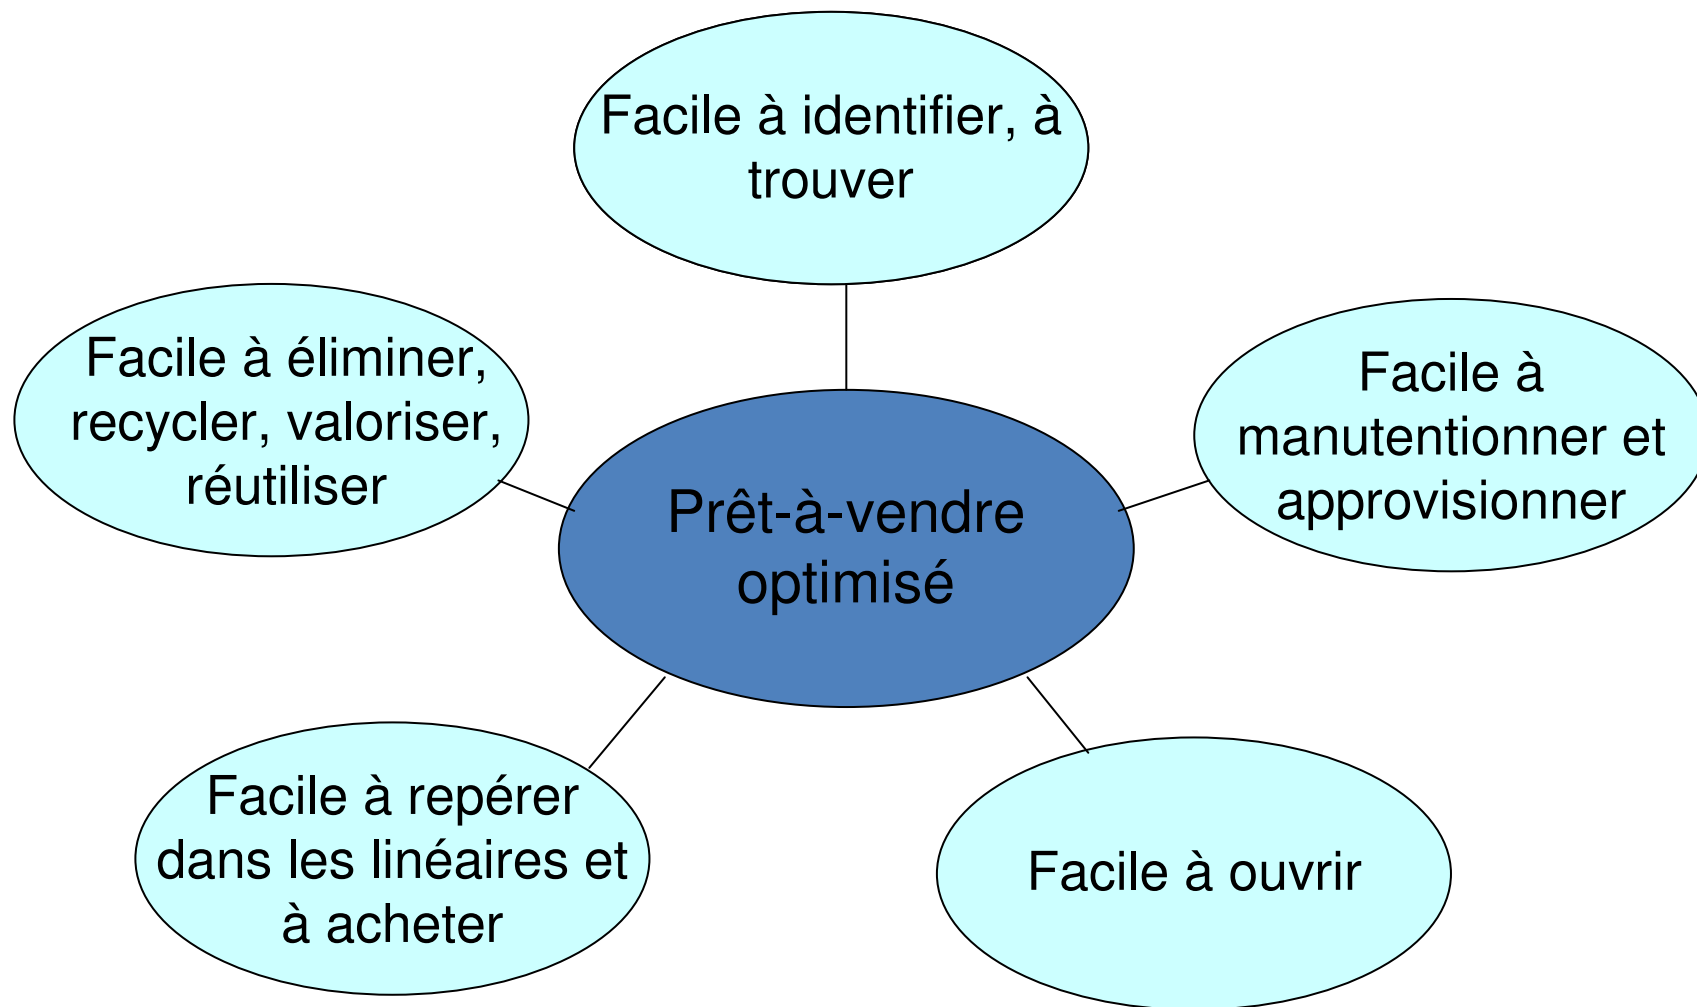 Facile à identifier, à
trouver
Facile à éliminer,
recycler, valoriser,
réutiliser
Facile à
manutentionner et
approvisionner
Prêt-à-vendre
optimisé
Facile à repérer
dans les linéaires et
à acheter
Facile à ouvrir